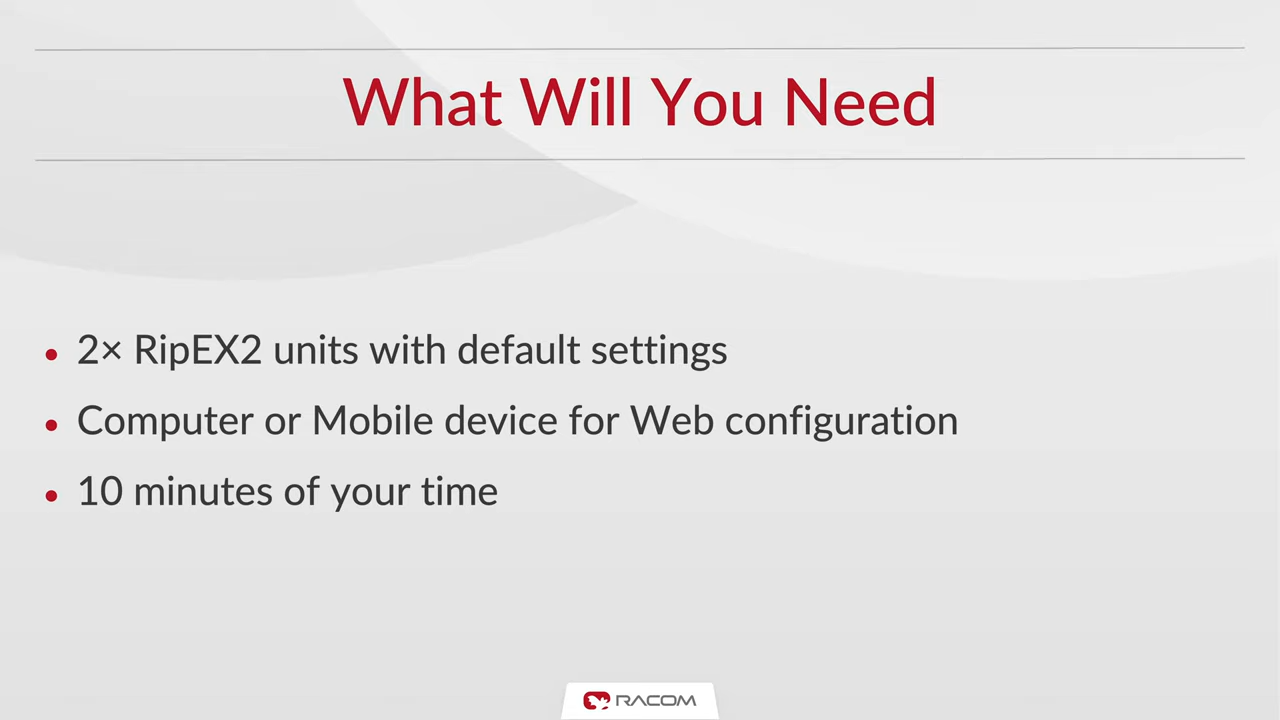 What Will You Need
• 2× RipEX2 units with default settings
• Computer or Mobile device for Web configuration
• 10 minutes of your time
RACOM